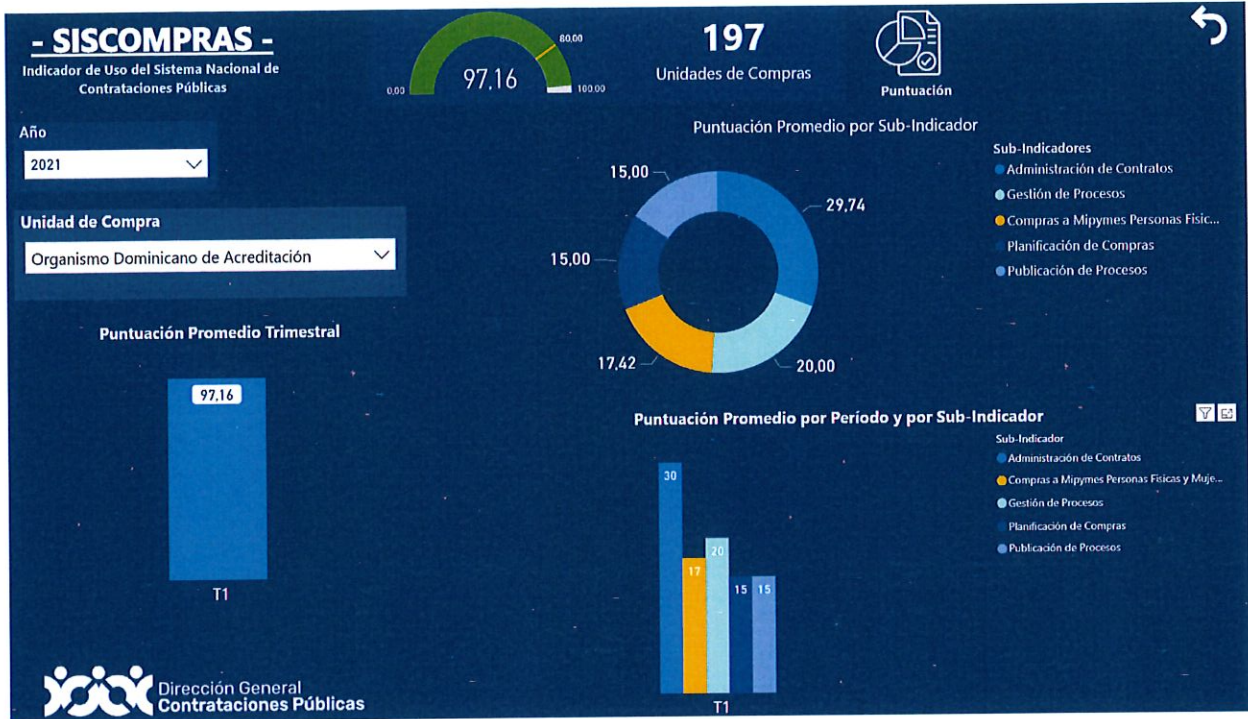 - SISCOMPRAS -
Indicador de Uso del Sistema Nacional de
Contrataciones Públicas
0,00
97,16
80,00
100.00
197
Unidades de Compras
Puntuación
Año
2021
Unidad de Compra
Organismo Dominicano de Acreditación
Puntuación Promedio por Sub-Indicador
15,00
29,74
15,00
17,42
20,00
Sub-Indicadores
Administración de Contratos
Gestión de Procesos
Compras a Mipymes Personas Fisic...
Planificación de Compras
Publicación de Procesos
Puntuación Promedio Trimestral
97,16
T1
Puntuación Promedio por Período y por Sub-Indicador
30
17
20
15
15
T1
Sub-Indicador
Administración de Contratos
Compras a Mipymes Personas Fisicas y Muje...
Gestión de Procesos
Planificación de Compras
Publicación de Procesos
Dirección General
Contrataciones Públicas